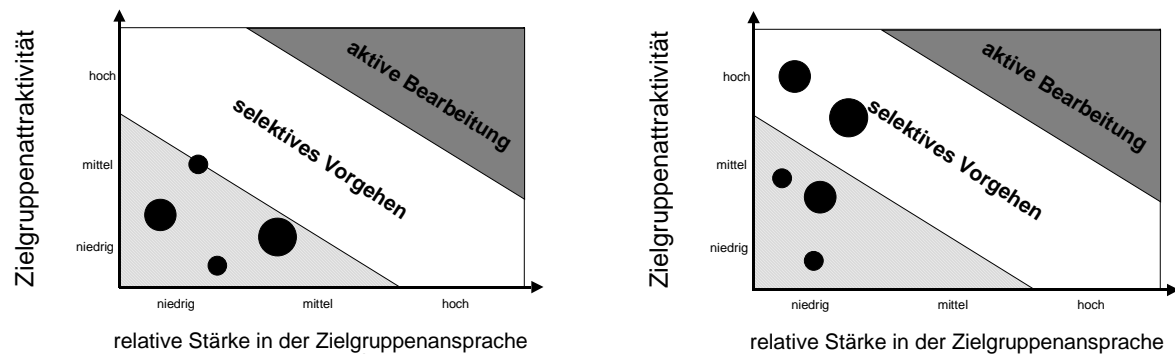 Zielgruppenattraktivität
hoch
mittel
niedrig
aktive Bearbeitung
selektives Vorgehen
niedrig
mittel
hoch
relative Stärke in der Zielgruppenansprache
Zielgruppenattraktivität
hoch
mittel
niedrig
aktive Bearbeitung
selektives Vorgehen
niedrig
mittel
hoch
relative Stärke in der Zielgruppenansprache